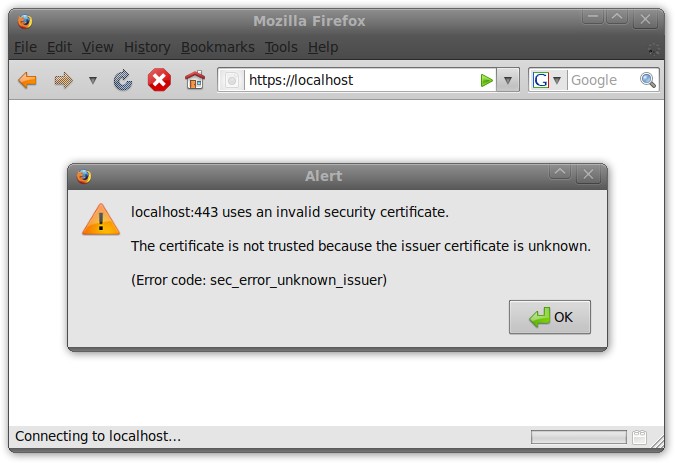 Mozilla Firefox
File Edit View History Bookmarks Tools Help
https://localhost
G Google
Alert
localhost:443 uses an invalid security certificate.
The certificate is not trusted because the issuer certificate is unknown.
(Error code: sec_error_unknown_issuer)
OK
Connecting to localhost...